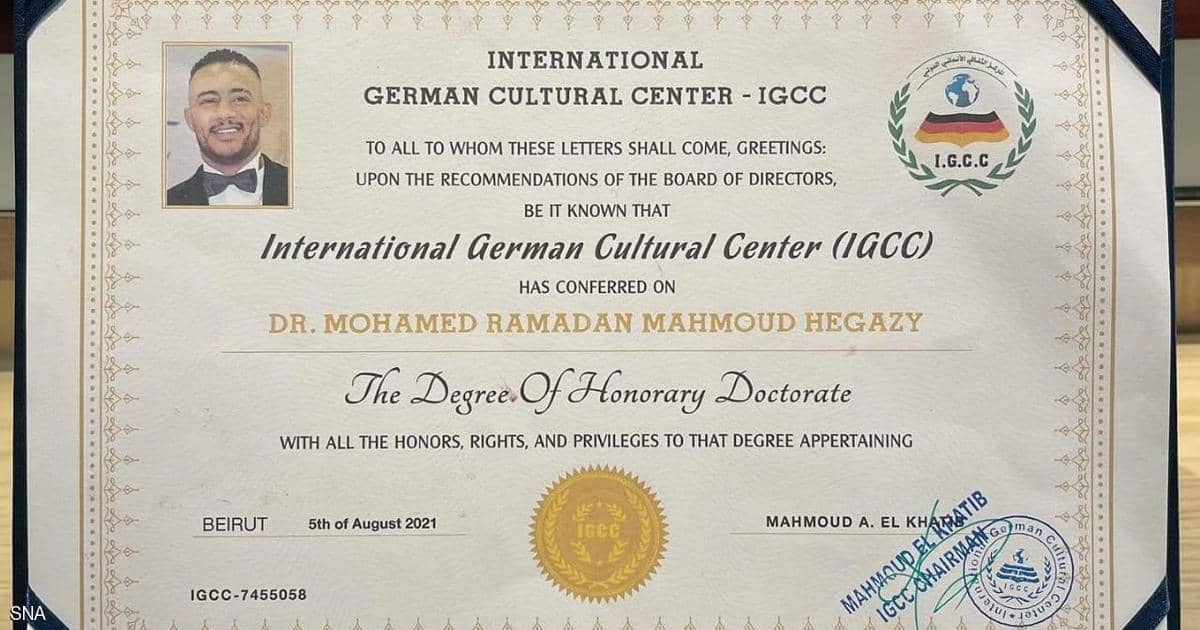 INTERNATIONAL
GERMAN CULTURAL CENTER - IGCC
المركز الثقافي الألماني الدولي
I.G.C.C
TO ALL TO WHOM THESE LETTERS SHALL COME, GREETINGS:
UPON THE RECOMMENDATIONS OF THE BOARD OF DIRECTORS,
BE IT KNOWN THAT
International German Cultural Center (IGCC)
HAS CONFERRED ON
DR. MOHAMED RAMADAN MAHMOUD HEGAZY
The Degree Of Honorary Doctorate
WITH ALL THE HONORS, RIGHTS, AND PRIVILEGES TO THAT DEGREE APPERTAINING
BEIRUT 5th of August 2021
IGCC
MAHMOUD A. EL KHATIB
MAHMOUD EL KHATIB
IGCC CHAIRMAN
International German Cultural Center
IGCC
IGCC-7455058
SNA